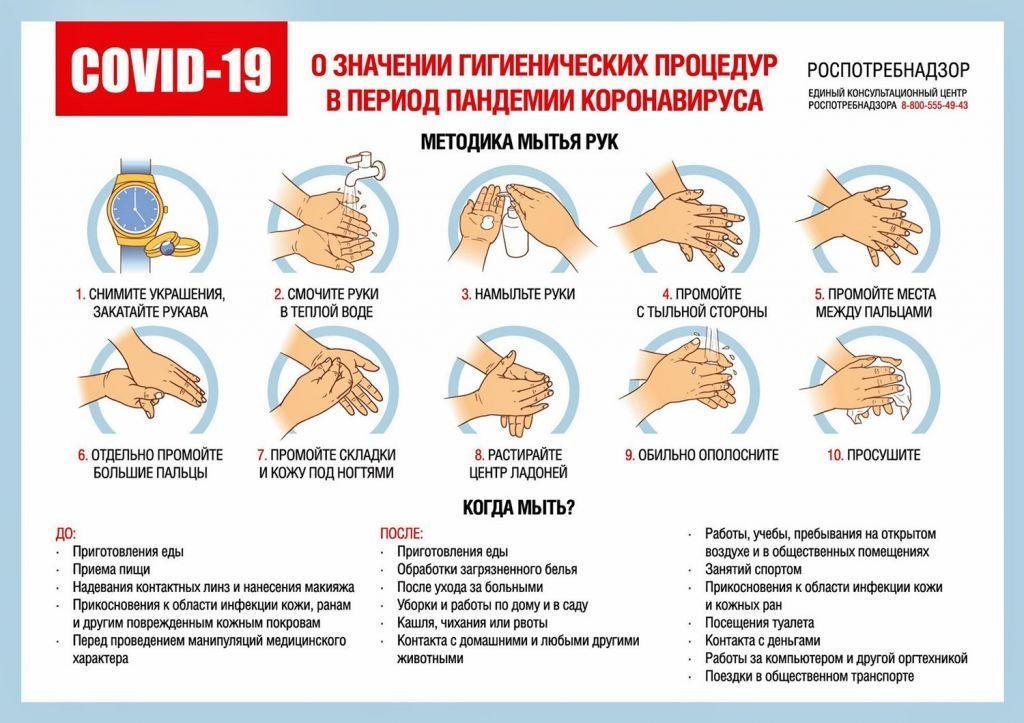 COVID-19
О ЗНАЧЕНИИ ГИГИЕНИЧЕСКИХ ПРОЦЕДУР
В ПЕРИОД ПАНДЕМИИ КОРОНАВИРУСА
РОСПОТРЕБНАДЗОР
ЕДИНЫЙ КОНСУЛЬТАЦИОННЫЙ ЦЕНТР
РОСПОТРЕБНАДЗОРА 8-800-555-49-43
МЕТОДИКА МЫТЬЯ РУК
1. СНИМИТЕ УКРАШЕНИЯ,
ЗАКАТАЙТЕ РУКАВА
2. СМОЧИТЕ РУКИ
В ТЕПЛОЙ ВОДЕ
3. НАМЫЛЬТЕ РУКИ
4. ПРОМОЙТЕ
С ТЫЛЬНОЙ СТОРОНЫ
5. ПРОМОЙТЕ МЕСТА
МЕЖДУ ПАЛЬЦАМИ
6. ОТДЕЛЬНО ПРОМОЙТЕ
БОЛЬШИЕ ПАЛЬЦЫ
7. ПРОМОЙТЕ СКЛАДКИ
И КОЖУ ПОД НОГТЯМИ
8. РАСТИРАЙТЕ
ЦЕНТР ЛАДОНЕЙ
9. ОБИЛЬНО ОПОЛОСНИТЕ
10. ПРОСУШИТЕ
КОГДА МЫТЬ?
ДО:
· Приготовления еды
· Приема пищи
· Надевания контактных линз и нанесения макияжа
· Прикосновения к области инфекции кожи, ранам
и другим поврежденным кожным покровам
· Перед проведением манипуляций медицинского
характера
ПОСЛЕ:
· Приготовления еды
· Обработки загрязненного белья
· После ухода за больными
· Уборки и работы по дому и в саду
· Кашля, чихания или рвоты
· Контакта с домашними и любыми другими
животными
· Работы, учебы, пребывания на открытом
воздухе и в общественных помещениях
· Занятий спортом
· Прикосновения к области инфекции кожи
и кожных ран
· Посещения туалета
· Контакта с деньгами
· Работы за компьютером и другой оргтехникой
· Поездки в общественном транспорте